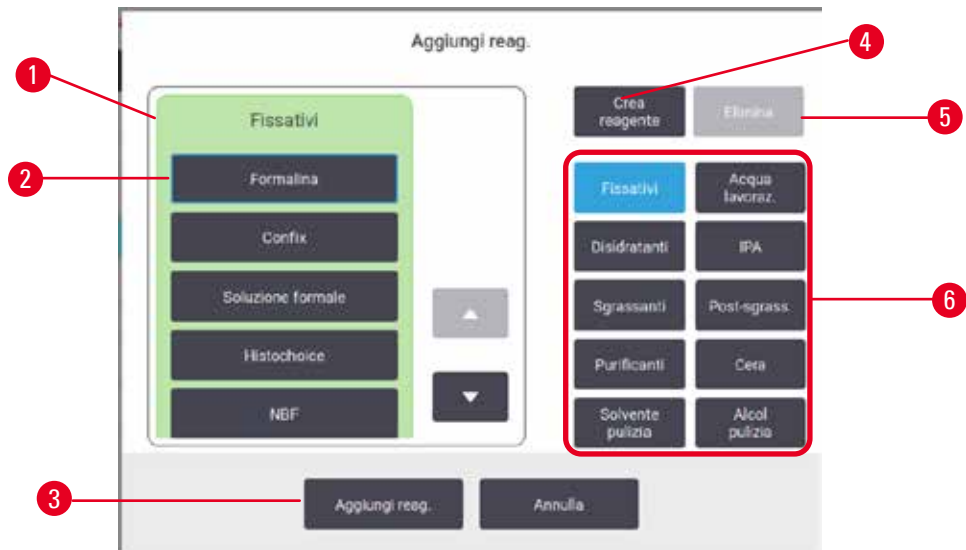 Aggiungi reag.
4
1
Crea
reagente
Elimina
5
Fissativi
2
Formalina
Fissativi
Acqua
lavoraz.
Confix
Disidratanti
IPA
Soluzione formale
Sgrassanti
Post-sgrass.
6
Histochoice
Purificanti
Cera
NBF
Solvente
pulizia
Alcol
pulizia
3
Aggiungi reag.
Annulla